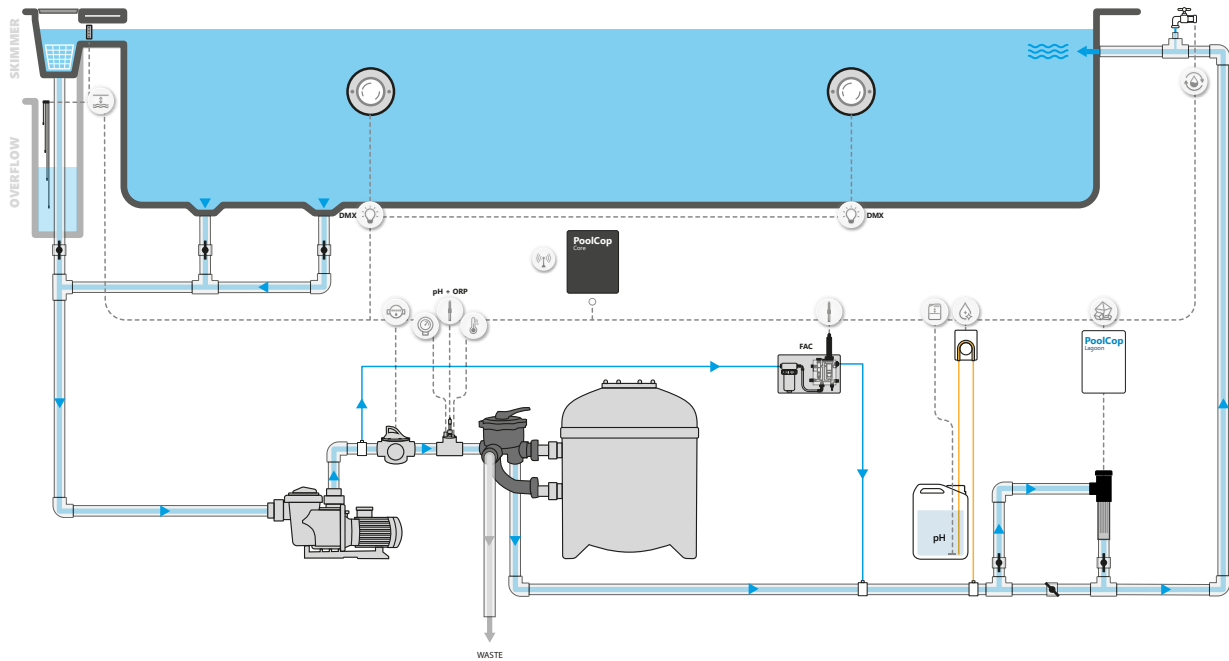 SKIMMER
OVERFLOW
DMX
DMX
PoolCop
Core
pH + ORP
FAC
PoolCop
Lagoon
pH
WASTE